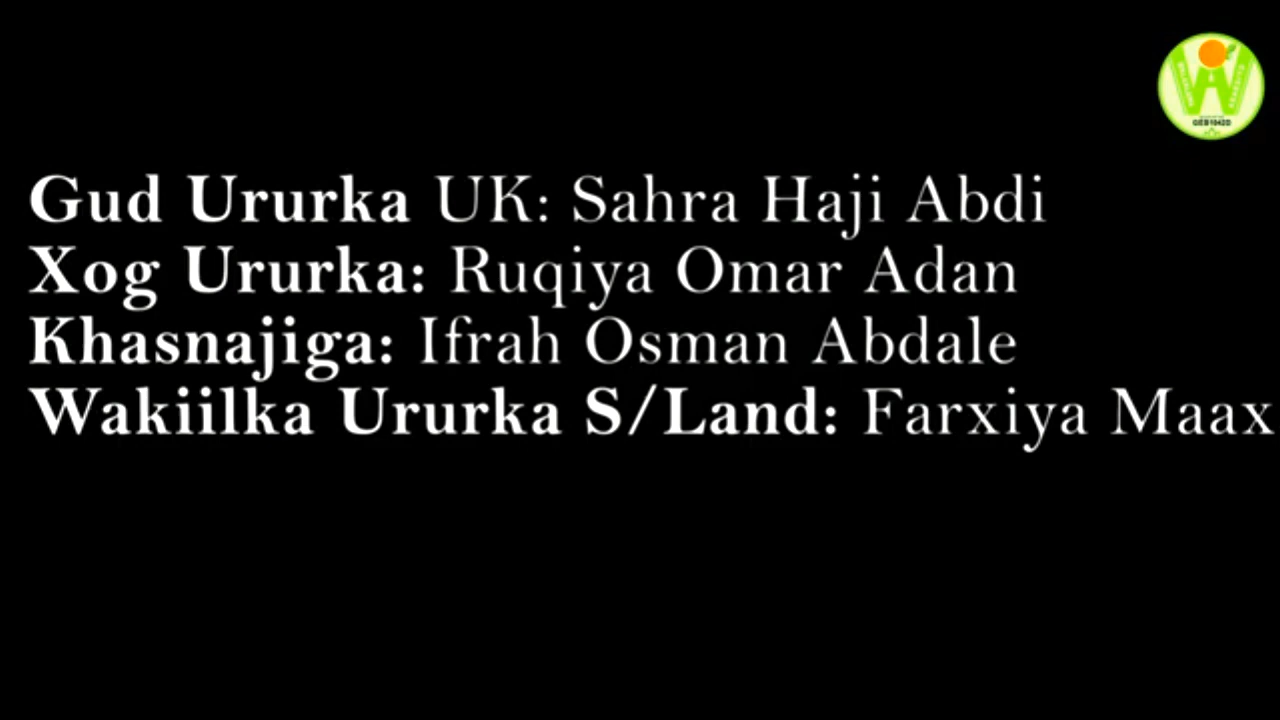 Gud Ururka UK: Sahra Haji Abdi
Xog Ururka: Ruqiya Omar Adan
Khasnajiga: Ifrah Osman Abdale
Wakiilka Ururka S/Land: Farxiya Maax